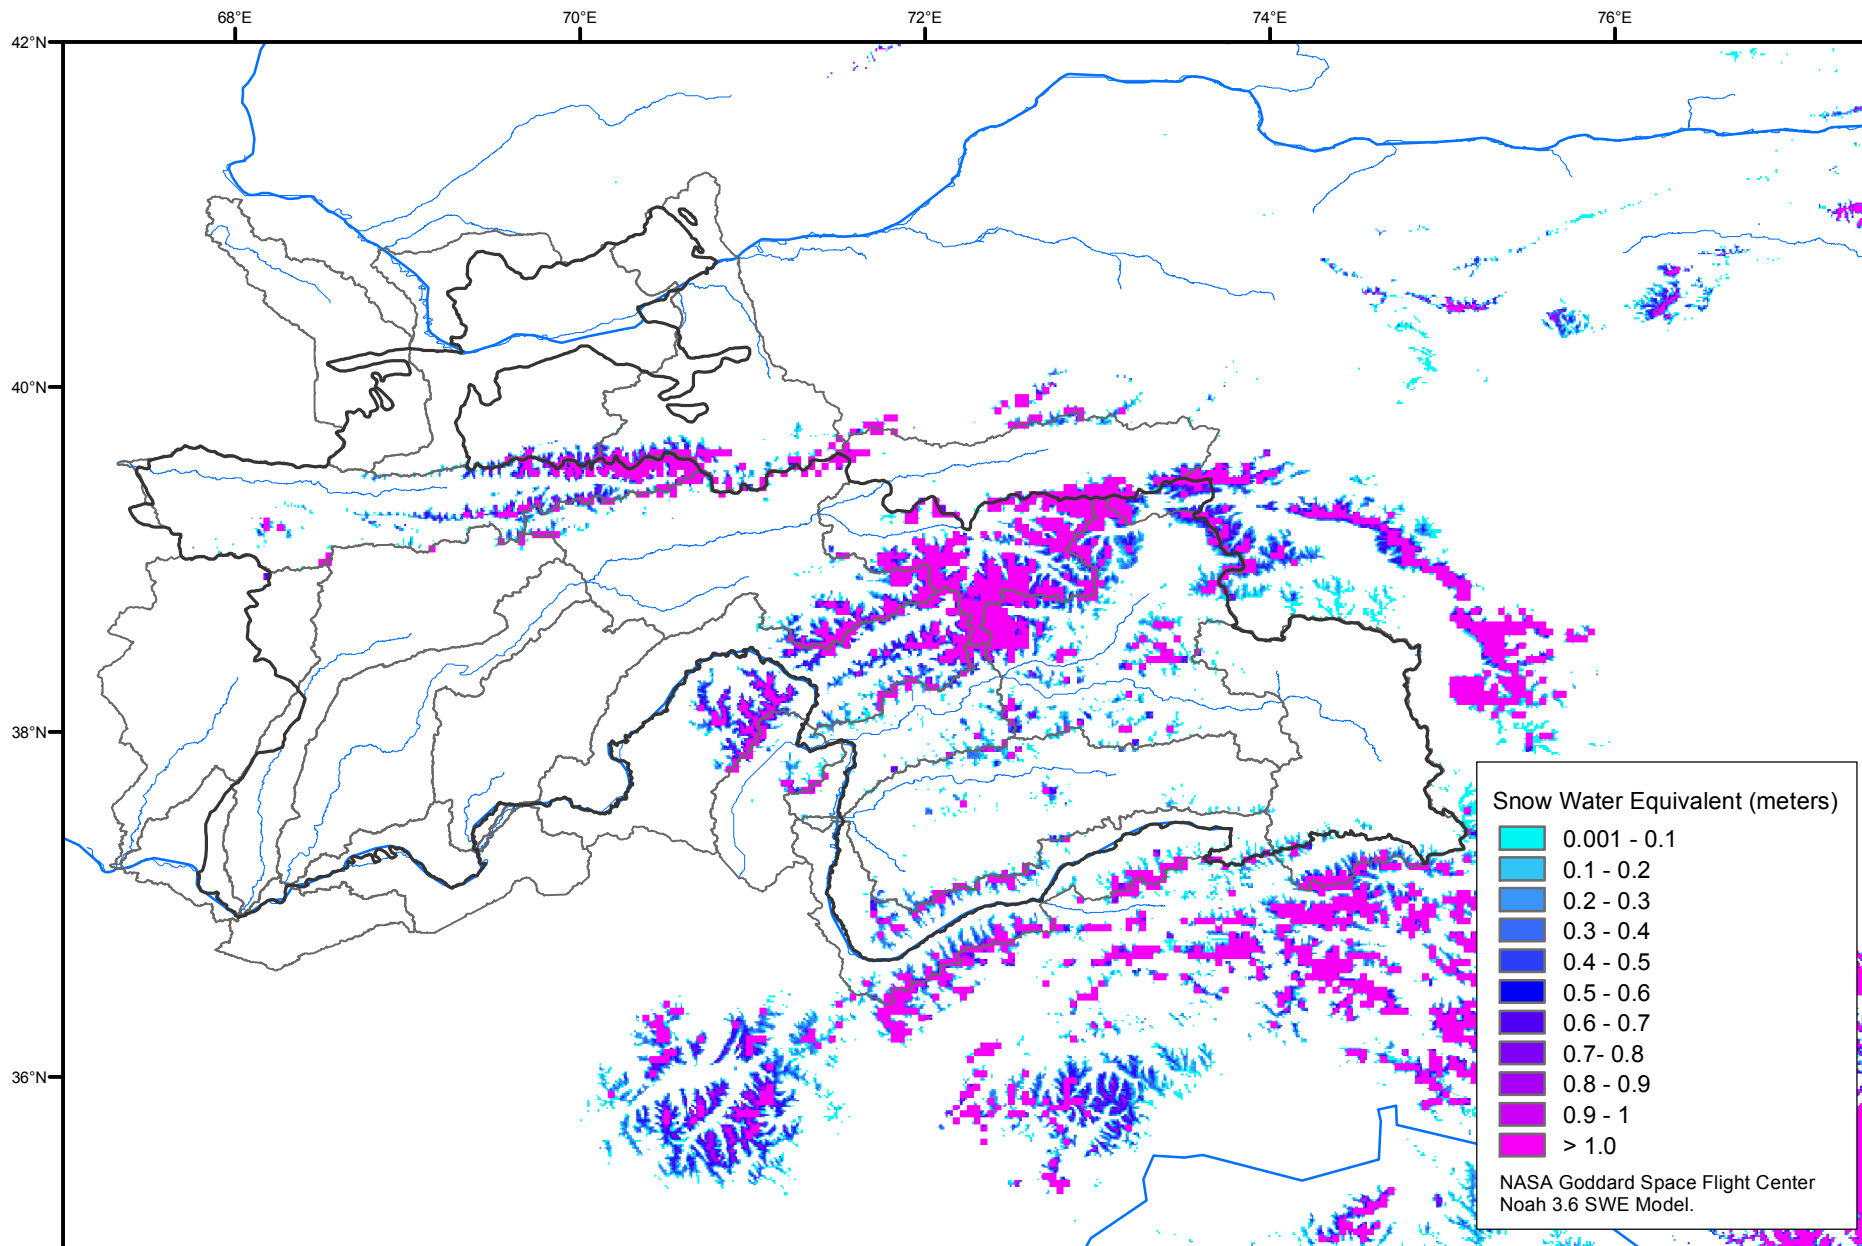 68°E 70°E 72°E 74°E 76°E
42°N
40°N
38°N
36°N
Snow Water Equivalent (meters)
0.001 - 0.1
0.1 - 0.2
0.2 - 0.3
0.3 - 0.4
0.4 - 0.5
0.5 - 0.6
0.6 - 0.7
0.7- 0.8
0.8 - 0.9
0.9 - 1
> 1.0
NASA Goddard Space Flight Center
Noah 3.6 SWE Model.